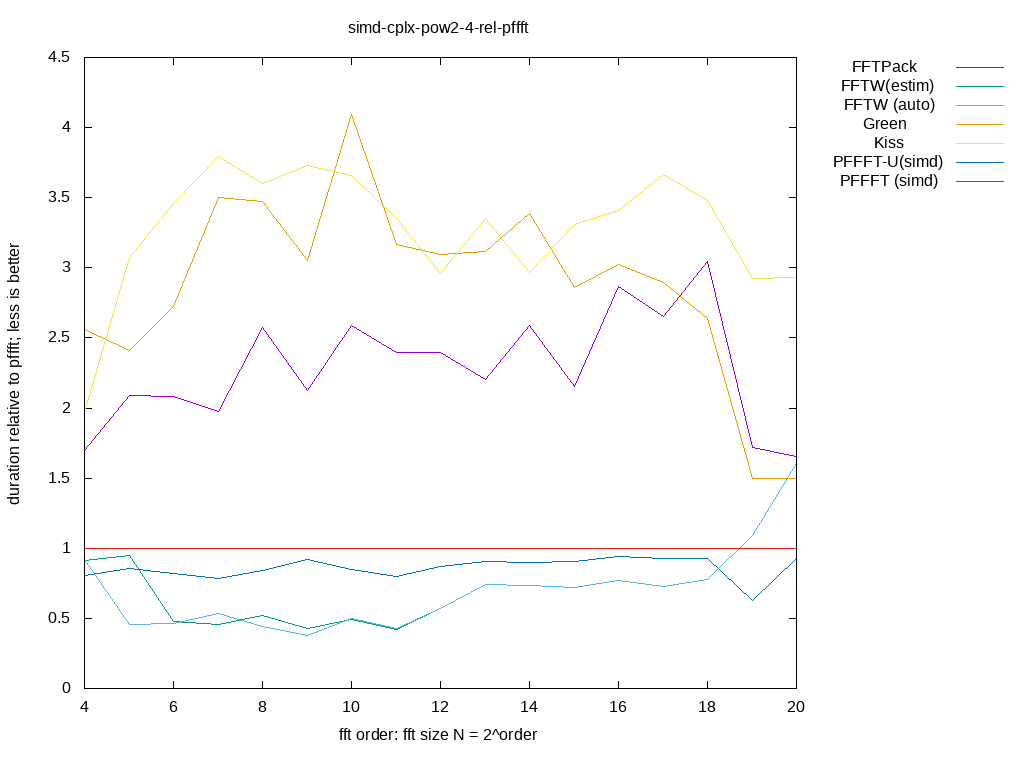 simd-cplx-pow2-4-rel-pffft
4.5
4
3.5
3
2.5
2
1.5
1
0.5
0
4 6 8 10 12 14 16 18 20
duration relative to pffft; less is better
fft order: fft size N = 2^order
FFTPack
FFTW(estim)
FFTW (auto)
Green
Kiss
PFFFT-U(simd)
PFFFT (simd)